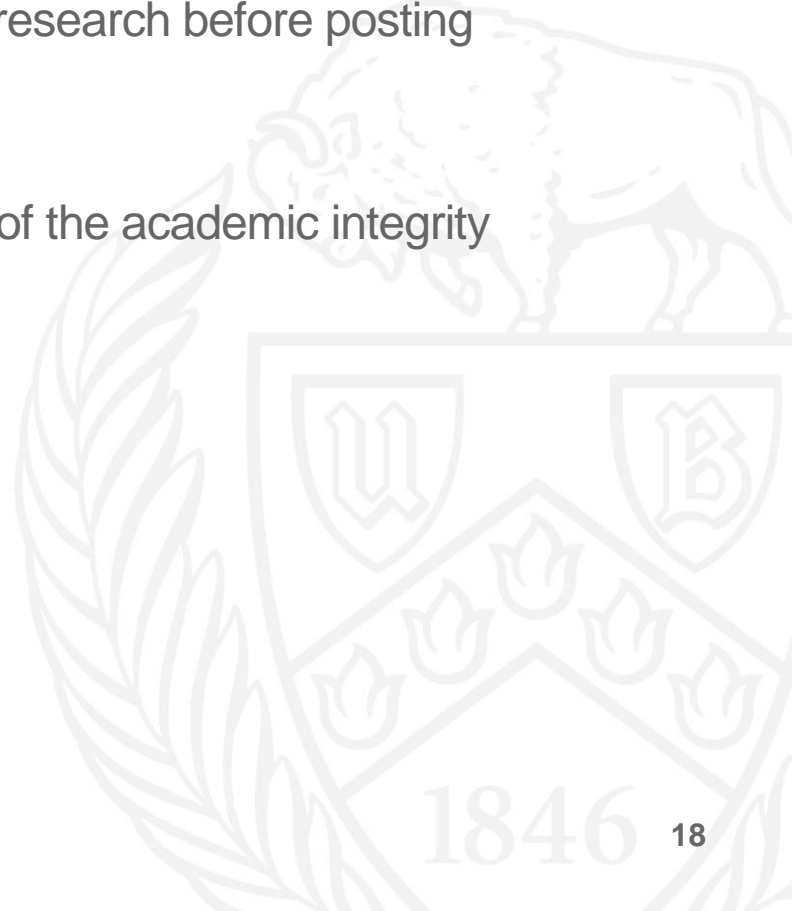 research before posting
of the academic integrity
U B
1846
18